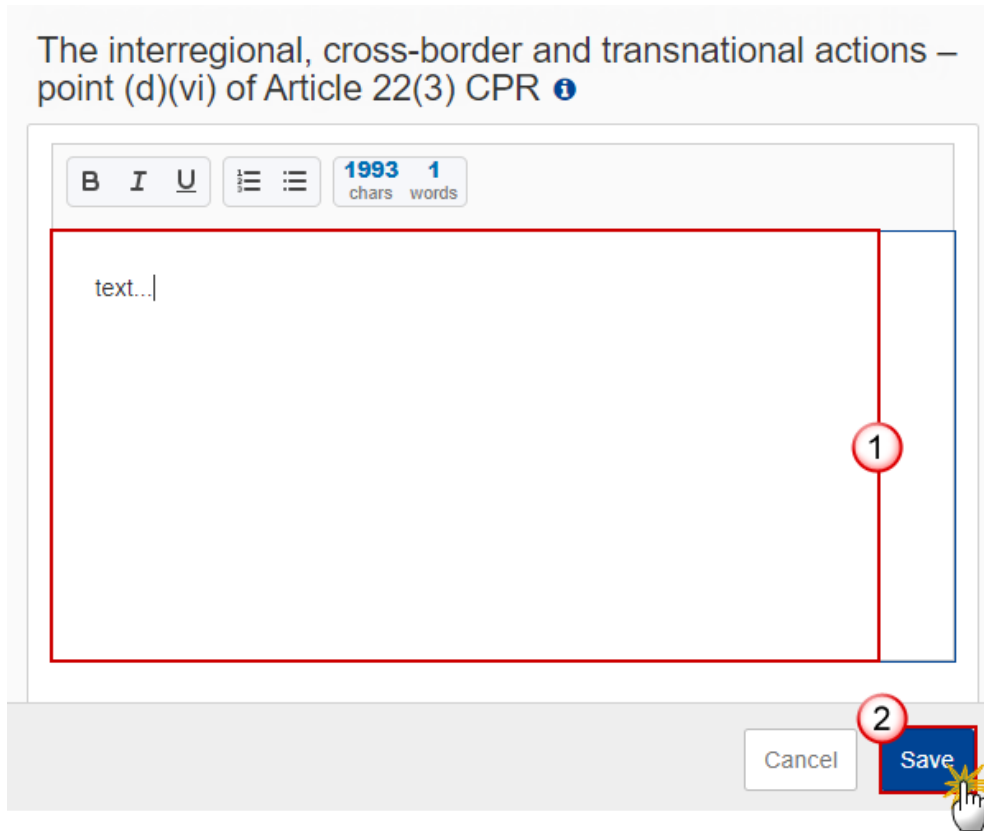 The interregional, cross-border and transnational actions –
point (d)(vi) of Article 22(3) CPR i
B I U 1993 1
chars words
text...
1
2
Cancel Save